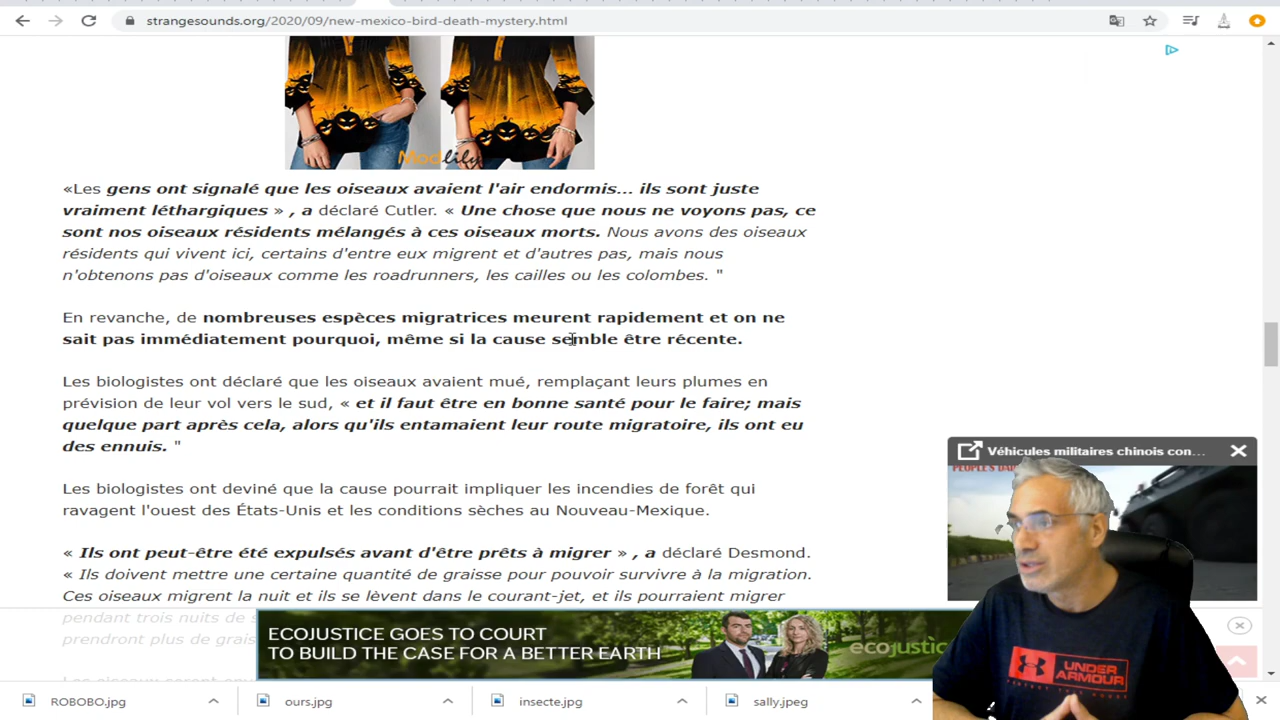 strangesounds.org/2020/09/new-mexico-bird-death-mystery.html
Modlily
«Les gens ont signalé que les oiseaux avaient l'air endormis... ils sont juste
vraiment léthargiques » , a déclaré Cutler. « Une chose que nous ne voyons pas, ce
sont nos oiseaux résidents mélangés à ces oiseaux morts. Nous avons des oiseaux
résidents qui vivent ici, certains d'entre eux migrent et d'autres pas, mais nous
n'obtenons pas d'oiseaux comme les roadrunners, les cailles ou les colombes. "
En revanche, de nombreuses espèces migratrices meurent rapidement et on ne
sait pas immédiatement pourquoi, même si la cause semble être récente.
Les biologistes ont déclaré que les oiseaux avaient mué, remplaçant leurs plumes en
prévision de leur vol vers le sud, « et il faut être en bonne santé pour le faire; mais
quelque part après cela, alors qu'ils entamaient leur route migratoire, ils ont eu
des ennuis. "
Les biologistes ont deviné que la cause pourrait impliquer les incendies de forêt qui
ravagent l'ouest des États-Unis et les conditions sèches au Nouveau-Mexique.
« Ils ont peut-être été expulsés avant d'être prêts à migrer » , a déclaré Desmond.
« Ils doivent mettre une certaine quantité de graisse pour pouvoir survivre à la migration.
Ces oiseaux migrent la nuit et ils se lèvent dans le courant-jet, et ils pourraient migrer
pendant trois nuits de
prendront plus de
Véhicules militaires chinois con...
PEOPLE'S
ECOJUSTICE GOES TO COURT
TO BUILD THE CASE FOR A BETTER EARTH
ecojustic
UNDER
ARMOUR
ROBOBO.jpg
ours.jpg
insecte.jpg
sally.jpeg